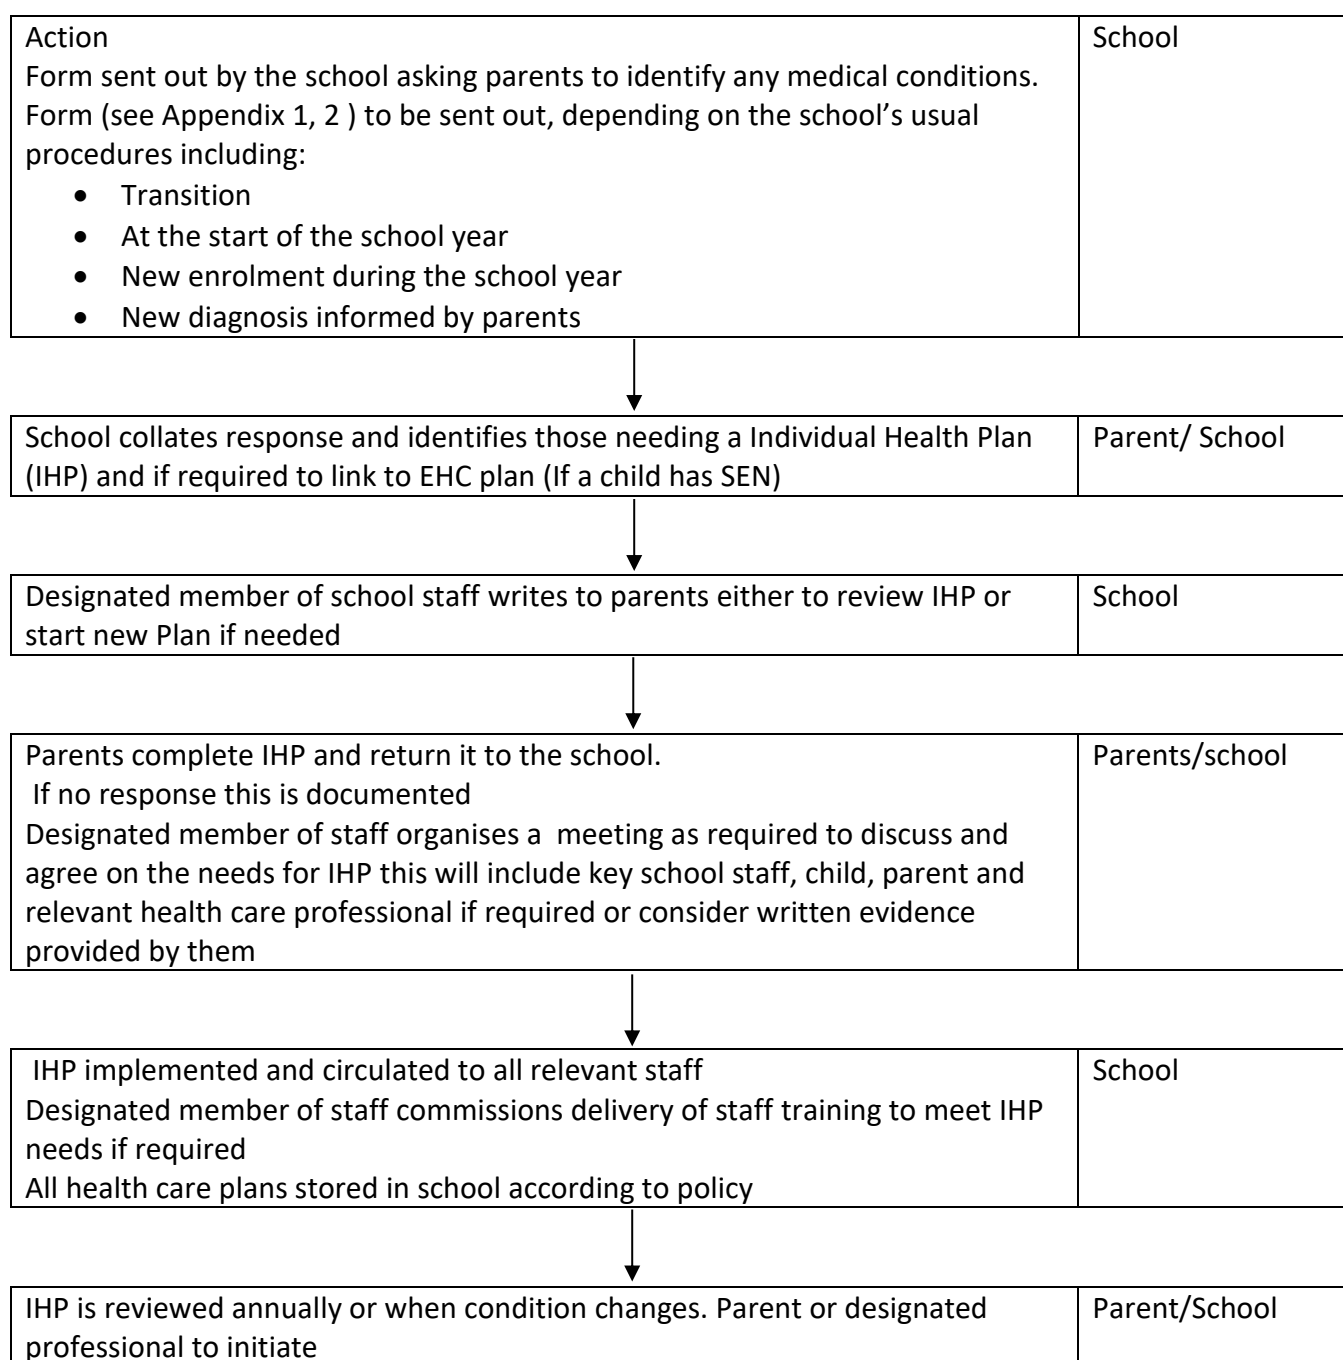 Action
School
Form sent out by the school asking parents to identify any medical conditions.
Form (see Appendix 1, 2 ) to be sent out, depending on the school’s usual
procedures including:
• Transition
• At the start of the school year
• New enrolment during the school year
• New diagnosis informed by parents
School collates response and identifies those needing a Individual Health Plan
(IHP) and if required to link to EHC plan (If a child has SEN)
Parent/ School
Designated member of school staff writes to parents either to review IHP or
start new Plan if needed
School
Parents complete IHP and return it to the school.
If no response this is documented
Designated member of staff organises a  meeting as required to discuss and
agree on the needs for IHP this will include key school staff, child, parent and
relevant health care professional if required or consider written evidence
provided by them
Parents/school
IHP implemented and circulated to all relevant staff
Designated member of staff commissions delivery of staff training to meet IHP
needs if required
All health care plans stored in school according to policy
School
IHP is reviewed annually or when condition changes. Parent or designated
professional to initiate
Parent/School